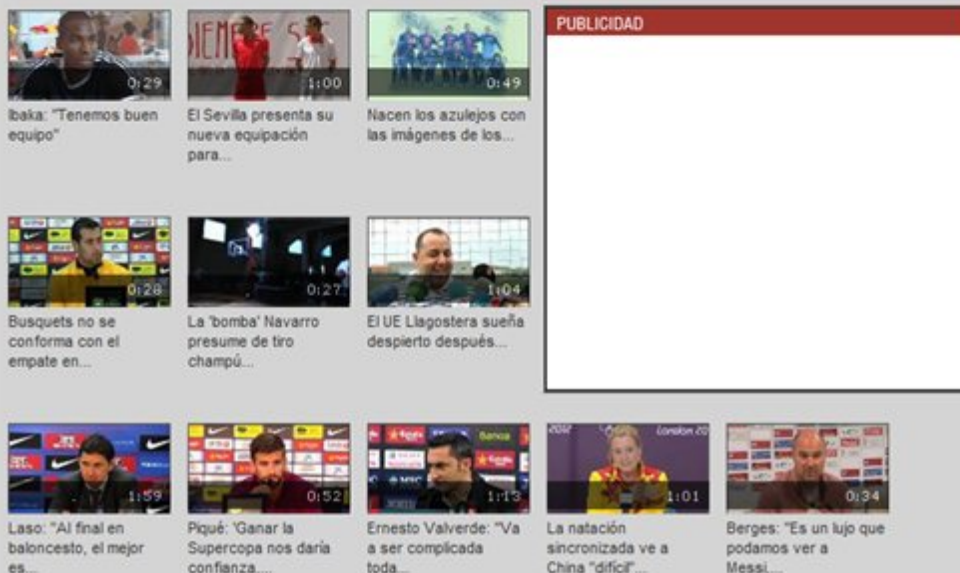 PUBLICIDAD
0:29
1:00
0:49
Ibaka: "Tenemos buen
equipo"
El Sevilla presenta su
nueva equipación
para...
Nacen los azulejos con
las imágenes de los...
0:28
0:27
1:04
Busquets no se
conforma con el
empate en...
La 'bomba' Navarro
presume de tiro
champú...
El UE Llagostera sueña
despierto después...
2012
London 20
Bankia
1:59
0:52
1:13
1:01
0:34
Laso: "Al final en
baloncesto, el mejor
es...
Piqué: 'Ganar la
Supercopa nos daría
confianza....
Ernesto Valverde: "Va
a ser complicada
toda...
La natación
sincronizada ve a
China "difícil"...
Berges: "Es un lujo que
podamos ver a
Messi....